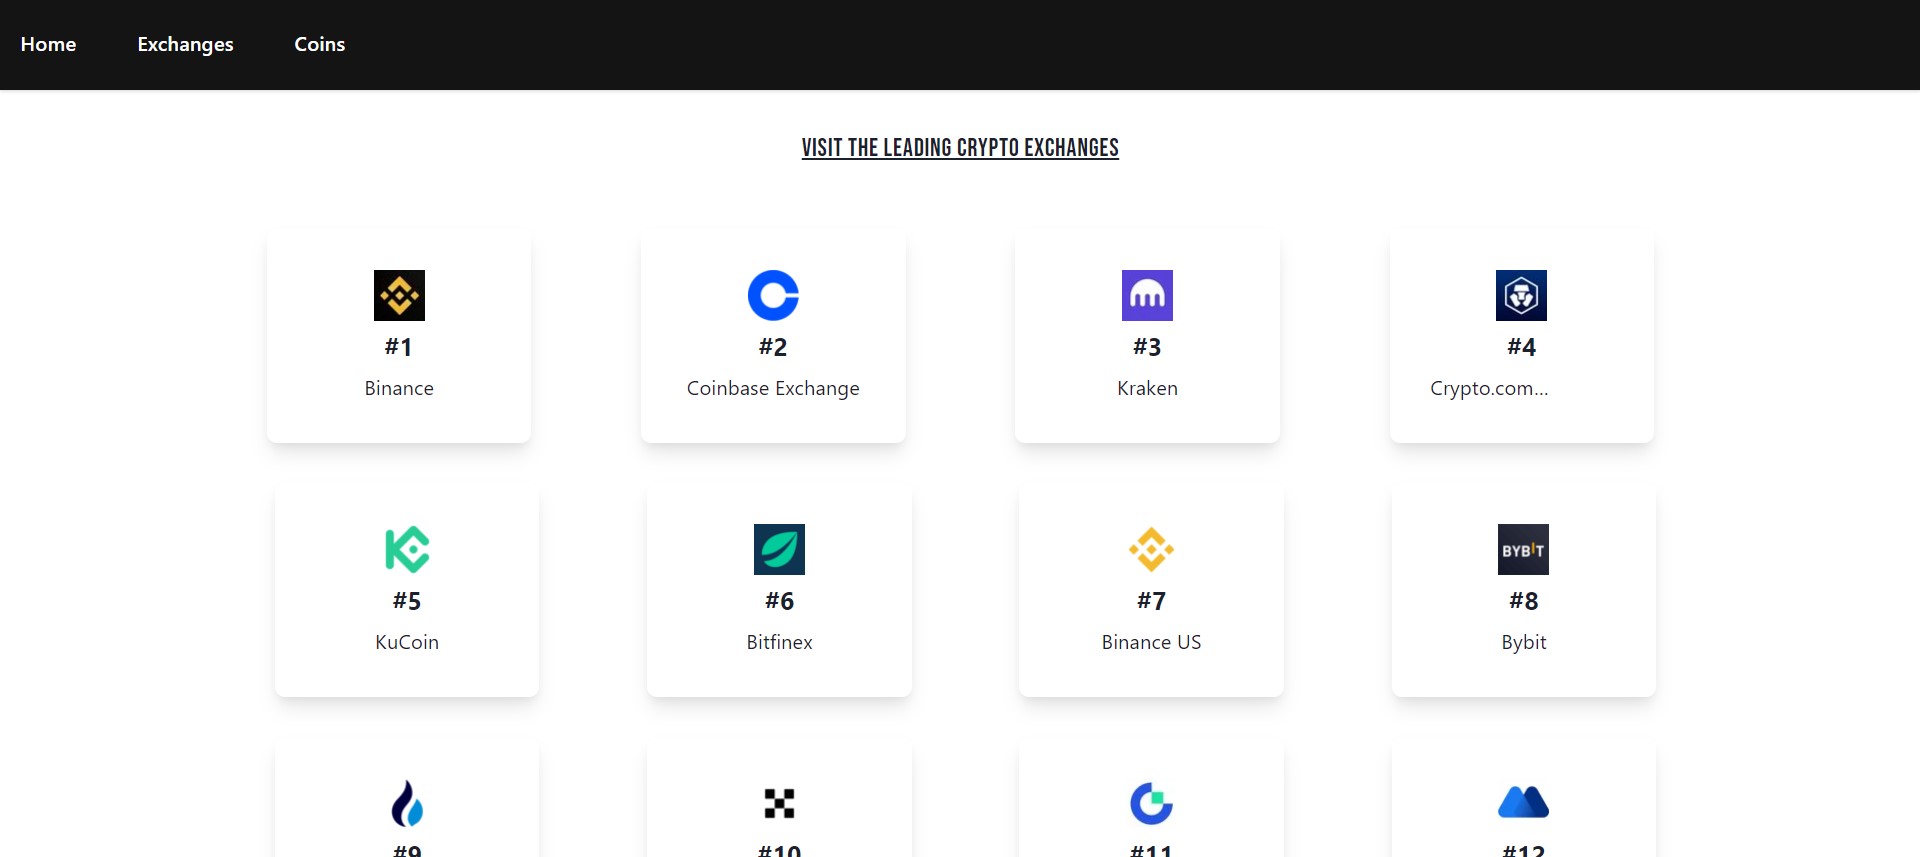 Home Exchanges Coins
VISIT THE LEADING CRYPTO EXCHANGES
#1 #2 #3 #4
Binance Coinbase Exchange Kraken Crypto.com...
BYBIT
#5 #6 #7 #8
KuCoin Bitfinex Binance US Bybit
#9 #10 #11 #12